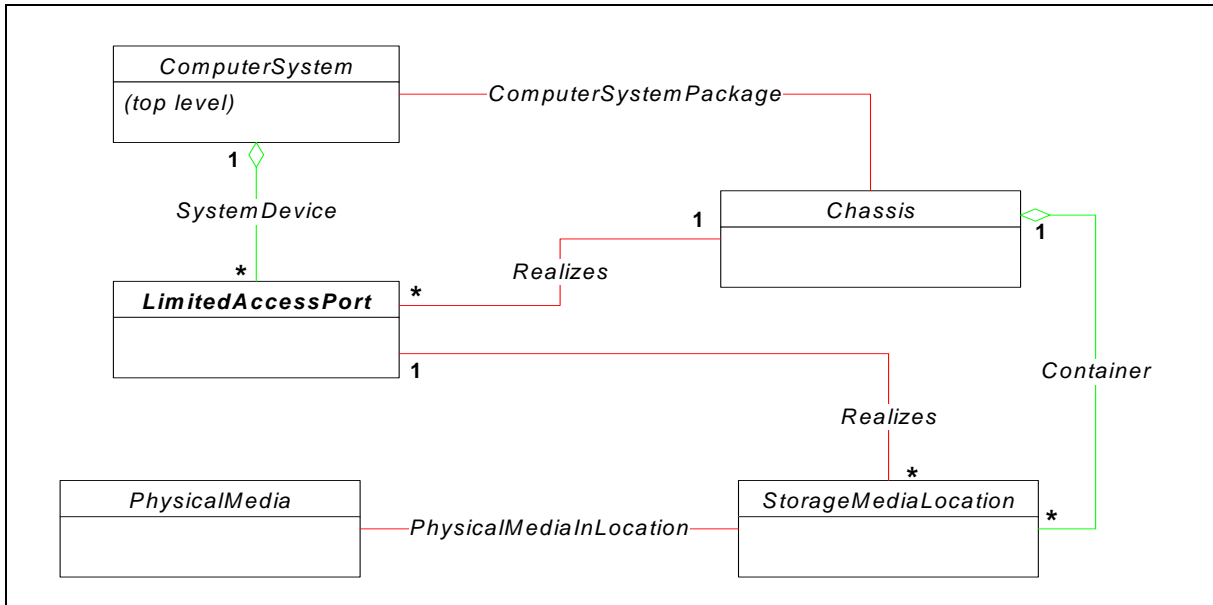 ComputerSystem
(top level)
ComputerSystemPackage
1
SystemDevice
Chassis
1
1
Realizes
*
*
LimitedAccessPort
1
Container
Realizes
*
PhysicalMedia
StorageMediaLocation
PhysicalMediaInLocation
*